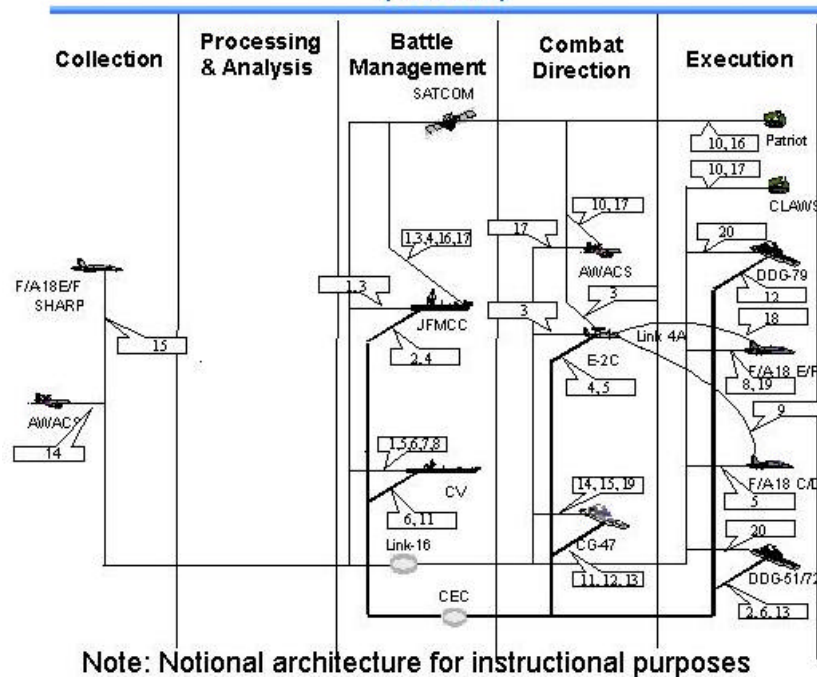 Collection
Processing
& Analysis
Battle
Management
Combat
Direction
Execution
SATCOM
Patriot
10, 16
10, 17
CLAWS
10, 17
1,3,4,16,17
17
20
AWACS
DDG-79
F/A18E/F
SHARP
1,3
3
12
JFMCC
3
18
15
Link 4A
E-2C
F/A18 E/F
2,4
4, 5
8, 19
AWACS
9
14
1,5,6,7,8
14, 15, 19
F/A18 C/D
CV
5
6, 11
20
Link-16
CG-47
DDG-51/72
11, 12, 13
CEC
2, 6, 13
Note: Notional architecture for instructional purposes